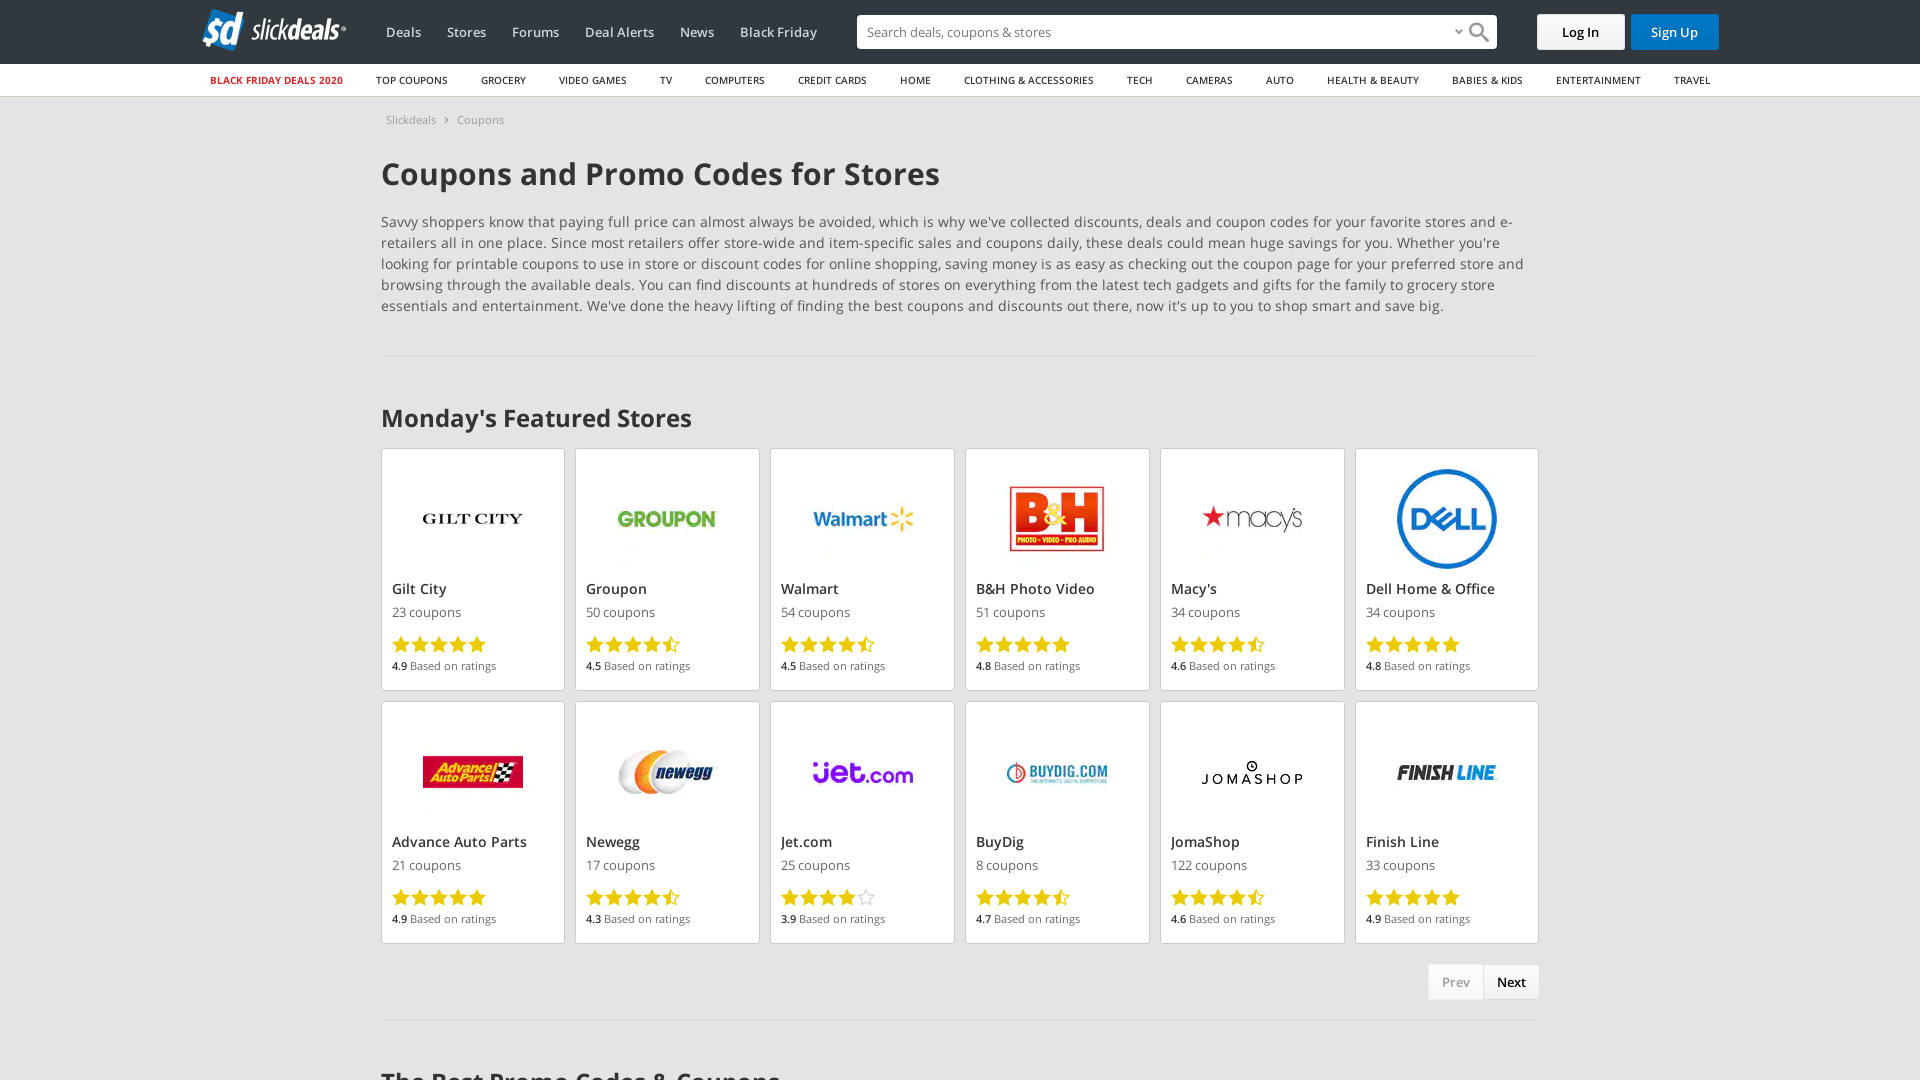 sd slickdeals
Deals Stores Forums Deal Alerts News Black Friday
Search deals, coupons & stores
Log In Sign Up
BLACK FRIDAY DEALS 2020 TOP COUPONS GROCERY VIDEO GAMES TV COMPUTERS CREDIT CARDS HOME CLOTHING & ACCESSORIES TECH CAMERAS AUTO HEALTH & BEAUTY BABIES & KIDS ENTERTAINMENT TRAVEL
Slickdeals › Coupons
Coupons and Promo Codes for Stores
Savvy shoppers know that paying full price can almost always be avoided, which is why we've collected discounts, deals and coupon codes for your favorite stores and e-
retailers all in one place. Since most retailers offer store-wide and item-specific sales and coupons daily, these deals could mean huge savings for you. Whether you're
looking for printable coupons to use in store or discount codes for online shopping, saving money is as easy as checking out the coupon page for your preferred store and
browsing through the available deals. You can find discounts at hundreds of stores on everything from the latest tech gadgets and gifts for the family to grocery store
essentials and entertainment. We've done the heavy lifting of finding the best coupons and discounts out there, now it's up to you to shop smart and save big.
Monday's Featured Stores
GILT CITY
Gilt City
23 coupons
4.9 Based on ratings
GROUPON
Groupon
50 coupons
4.5 Based on ratings
Walmart
Walmart
54 coupons
4.5 Based on ratings
B&H
PHOTO - VIDEO - PRO AUDIO
B&H Photo Video
51 coupons
4.8 Based on ratings
macy's
Macy's
34 coupons
4.6 Based on ratings
DELL
Dell Home & Office
34 coupons
4.8 Based on ratings
Advance
Auto Parts
Advance Auto Parts
21 coupons
4.9 Based on ratings
newegg
Newegg
17 coupons
4.3 Based on ratings
jet.com
Jet.com
25 coupons
3.9 Based on ratings
BUYDIG.COM
THE INTERNET'S DIGITAL SUPERSTORE
BuyDig
8 coupons
4.7 Based on ratings
JOMASHOP
JomaShop
122 coupons
4.6 Based on ratings
FINISH LINE
Finish Line
33 coupons
4.9 Based on ratings
Prev Next
The Best Promo Codes & Coupons